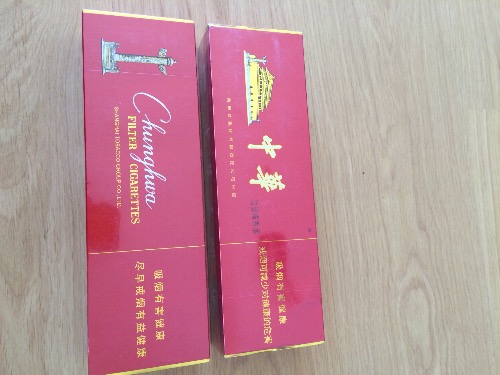 Chunghwa
FILTER CIGARETTES
SHANGHAI TOBACCO GROUP CO., LTD.
吸烟有害健康
尽早戒烟有益健康
中華
吸烟有害健康
戒烟可减少对健康的危害